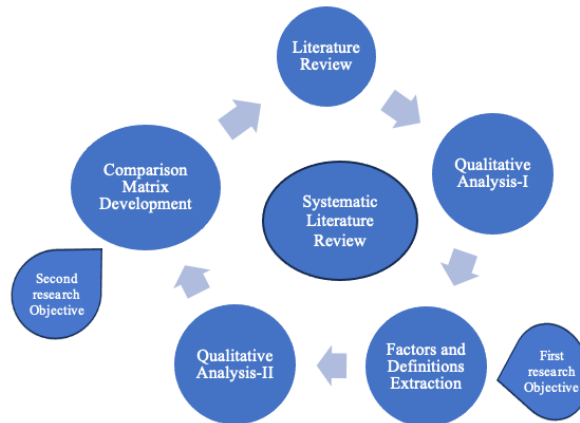 Literature
Review
Qualitative
Analysis-I
Comparison
Matrix
Development
Systematic
Literature
Review
Second
research
Objective
Qualitative
Analysis-II
Factors and
Definitions
Extraction
First
research
Objective